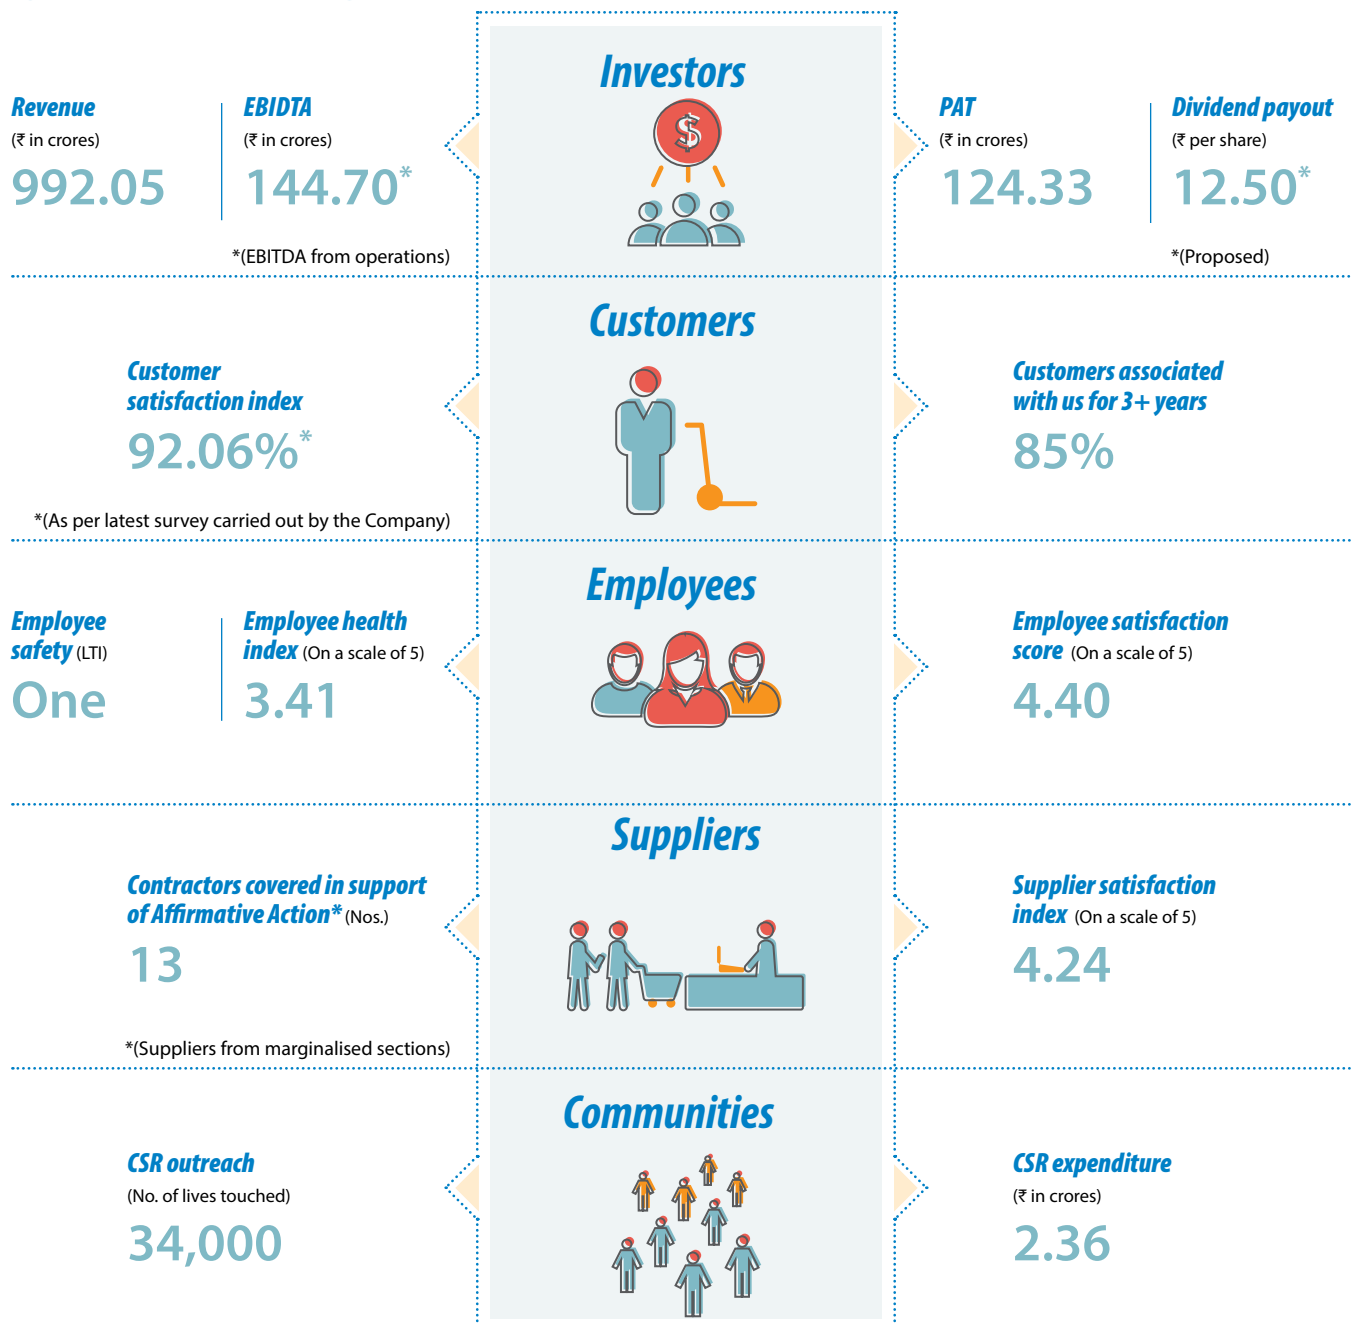 Investors
Revenue
(₹ in crores)
992.05
EBIDTA
(₹ in crores)
144.70*
*(EBITDA from operations)
$
PAT
(₹ in crores)
124.33
Dividend payout
(₹ per share)
12.50*
*(Proposed)
Customers
Customer
satisfaction index
92.06%*
*(As per latest survey carried out by the Company)
Customers associated
with us for 3+ years
85%
Employees
Employee
safety (LTI)
One
Employee health
index (On a scale of 5)
3.41
Employee satisfaction
score (On a scale of 5)
4.40
Suppliers
Contractors covered in support
of Affirmative Action* (Nos.)
13
*(Suppliers from marginalised sections)
Supplier satisfaction
index (On a scale of 5)
4.24
Communities
CSR outreach
(No. of lives touched)
34,000
CSR expenditure
(₹ in crores)
2.36